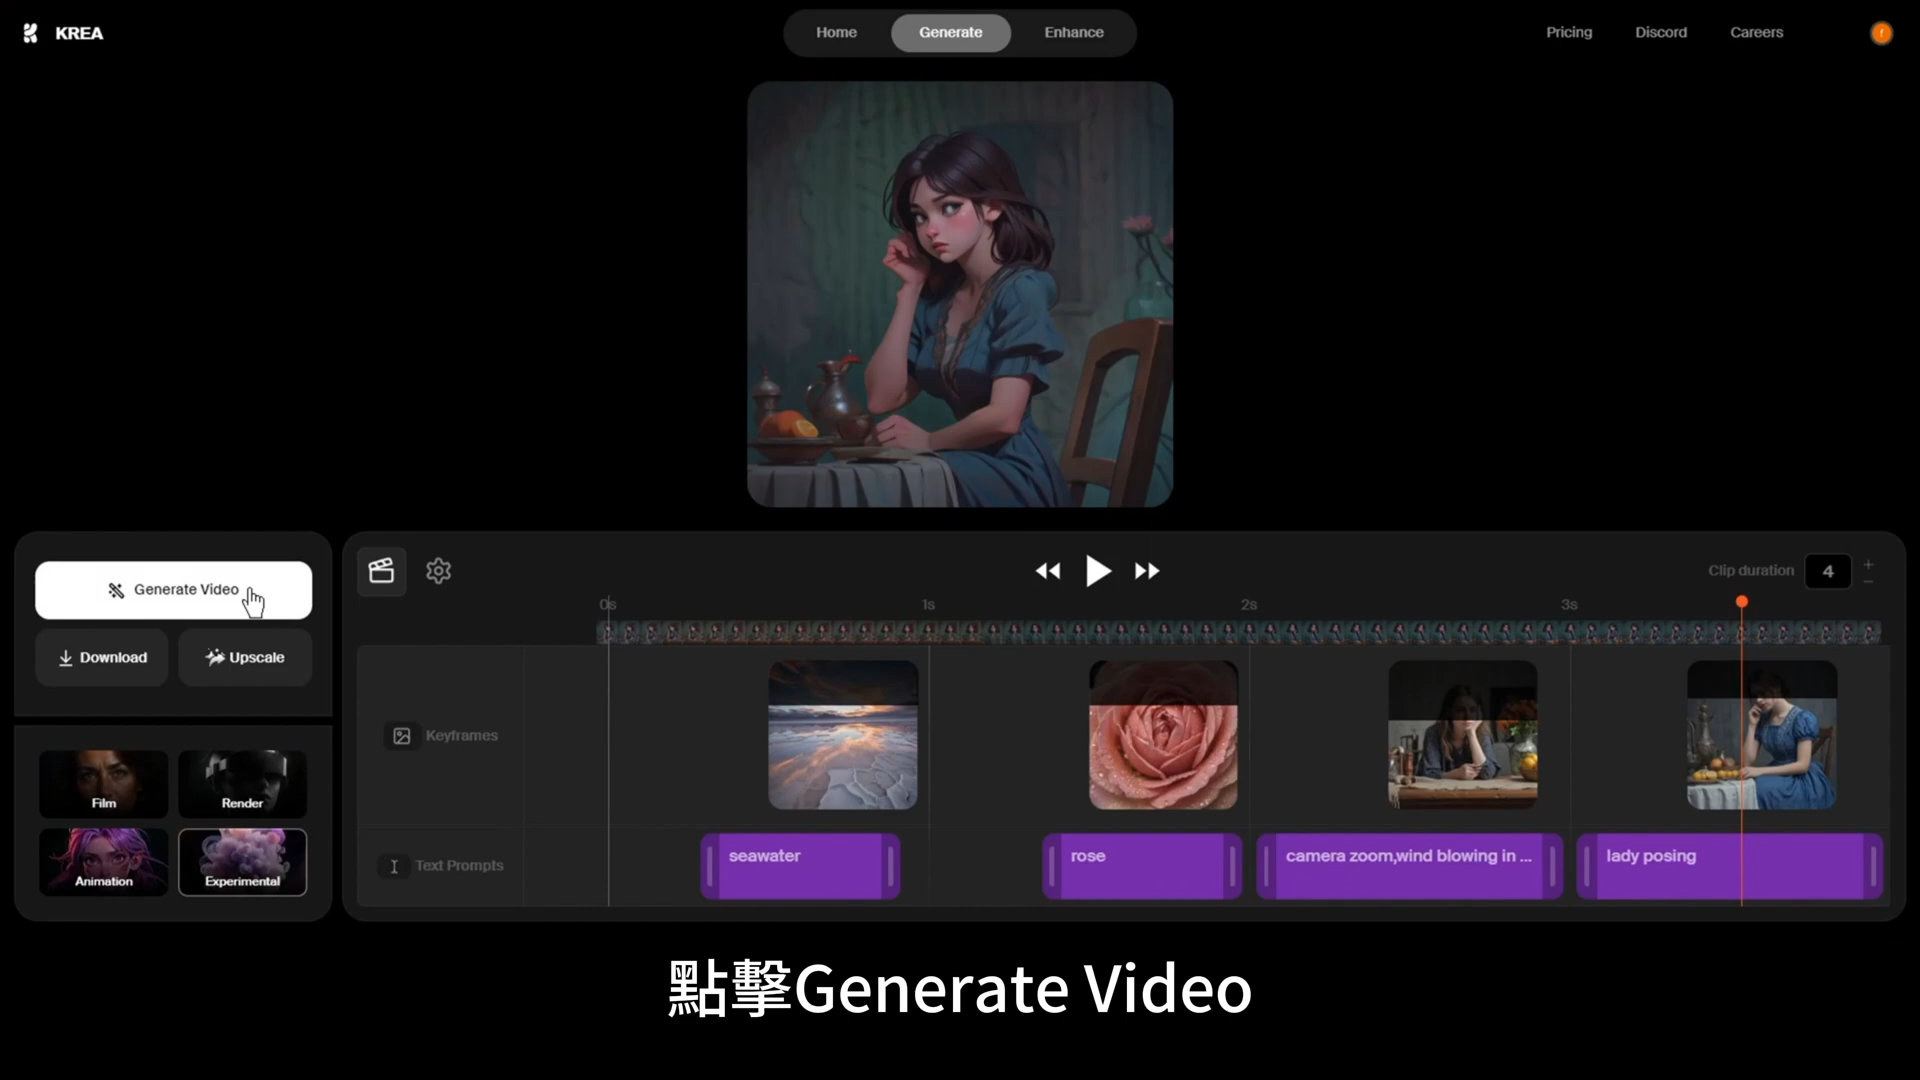 KREA
Home Generate Enhance
Pricing Discord Careers
f
Generate Video
Download Upscale
Film Render
Animation Experimental
Clip duration 4
0s 1s 2s 3s
Keyframes
Text Prompts
seawater rose camera zoom,wind blowing in ... lady posing
點擊Generate Video